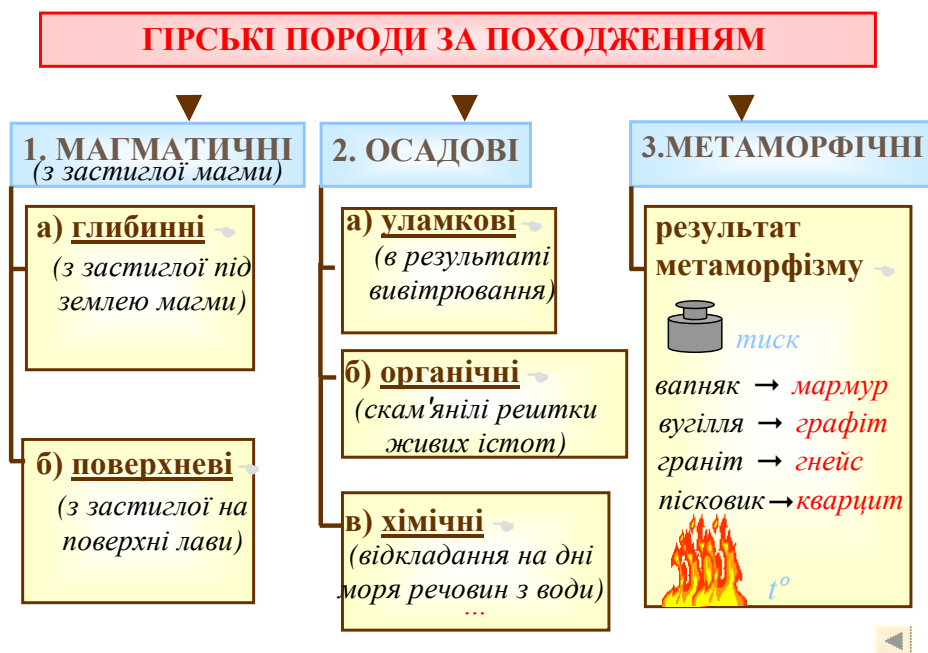 ГІРСЬКІ ПОРОДИ ЗА ПОХОДЖЕННЯМ
1. МАГМАТИЧНІ
(з застиглої магми)
а) глибинні
(з застиглої під
землею магми)
б) поверхневі
(з застиглої на
поверхні лави)
2. ОСАДОВІ
а) уламкові
(в результаті
вивітрювання)
б) органічні
(скам'янілі рештки
живих істот)
в) хімічні
(відкладання на дні
моря речовин з води)
...
3.МЕТАМОРФІЧНІ
результат
метаморфізму
тиск
вапняк → мармур
вугілля → графіт
граніт → гнейс
пісковик → кварцит
t°